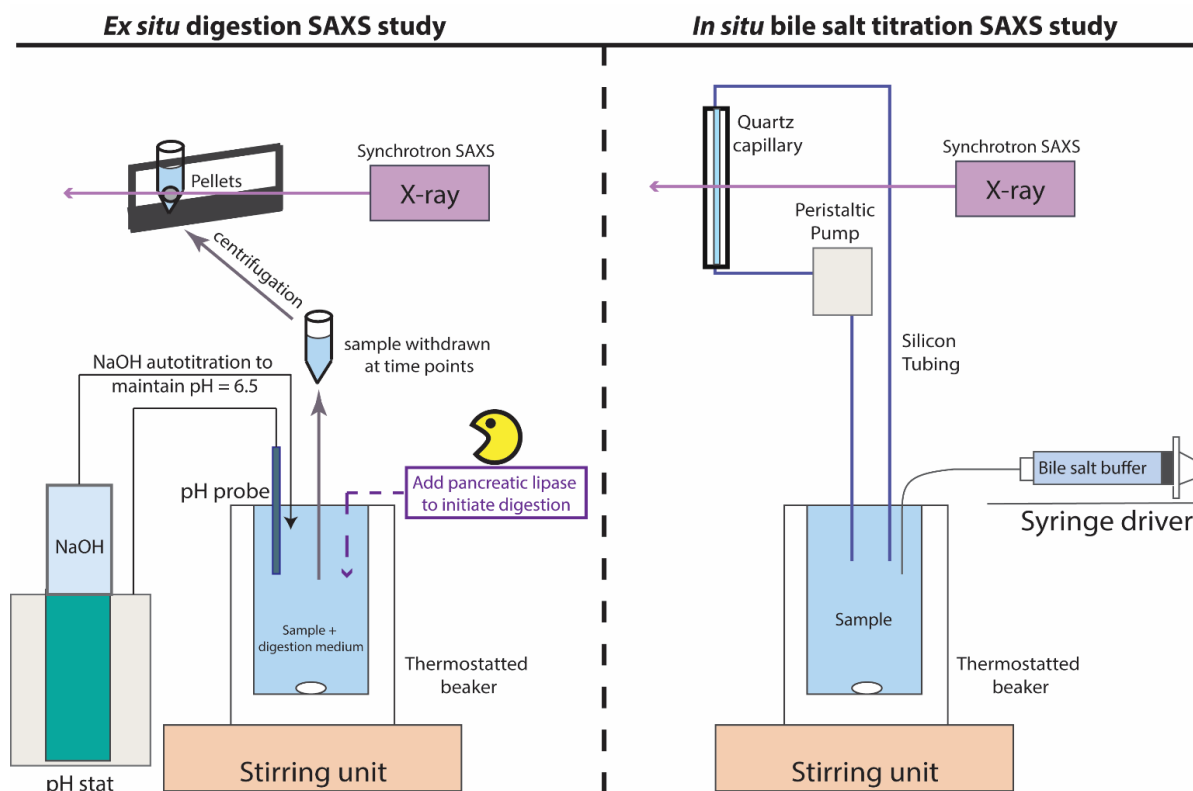 Ex situ digestion SAXS study
Synchrotron SAXS
X-ray
Pellets
centrifugation
sample withdrawn
at time points
NaOH autotitration to
maintain pH = 6.5
pH probe
Add pancreatic lipase
to initiate digestion
NaOH
Sample +
digestion medium
Thermostatted
beaker
Stirring unit
pH stat
In situ bile salt titration SAXS study
Quartz
capillary
Synchrotron SAXS
X-ray
Peristaltic
Pump
Silicon
Tubing
Bile salt buffer
Syringe driver
Sample
Thermostatted
beaker
Stirring unit